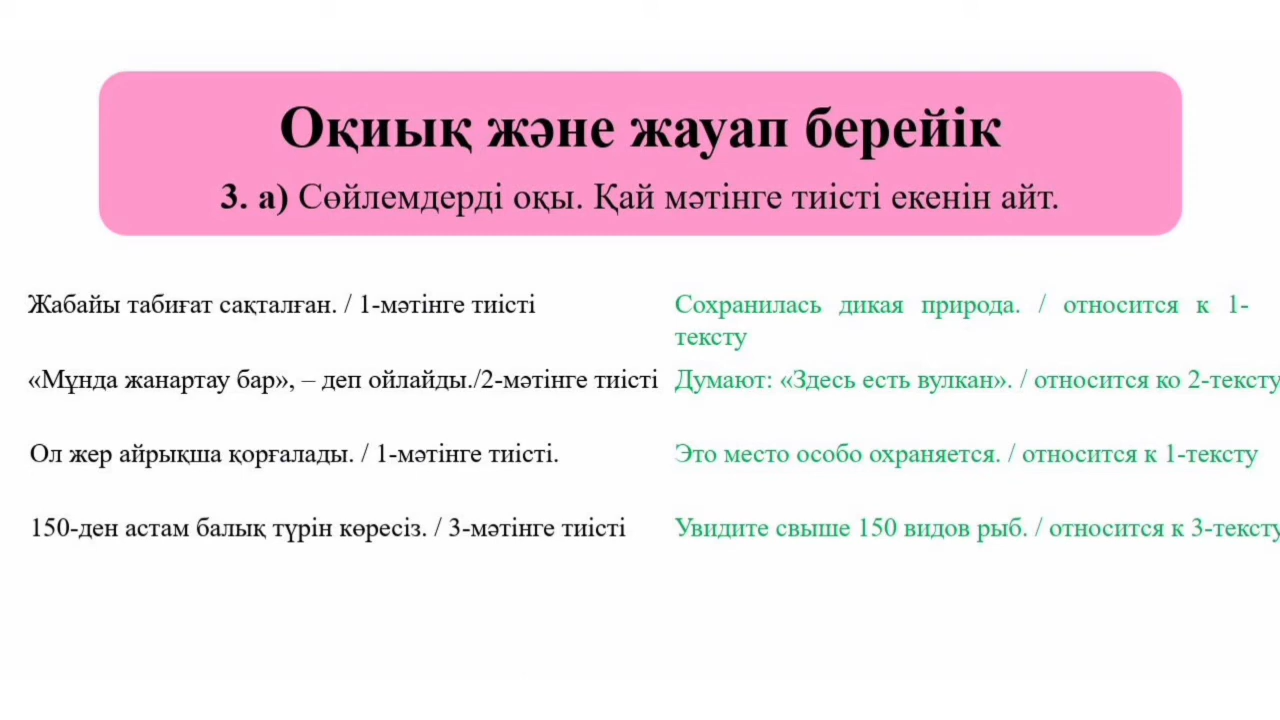 Оқиық және жауап берейік
3. а) Сөйлемдерді оқы. Қай мәтінге тиісті екенін айт.
Жабайы табиғат сақталған. / 1-мәтінге тиісті
Сохранилась дикая природа. / относится к 1-
тексту
«Мұнда жанартау бар», – деп ойлайды./2-мәтінге тиісті
Думают: «Здесь есть вулкан». / относится ко 2-тексту
Ол жер айрықша қорғалады. / 1-мәтінге тиісті.
Это место особо охраняется. / относится к 1-тексту
150-ден астам балық түрін көресіз. / 3-мәтінге тиісті
Увидите свыше 150 видов рыб. / относится к 3-тексту